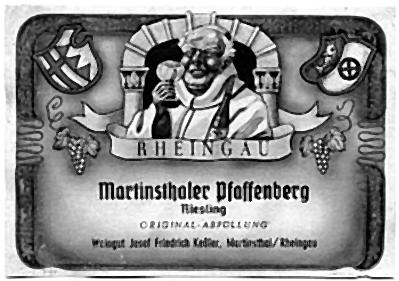 RHEINGAU
Martinsthaler Pfaffenberg
Riesling
ORIGINAL-ABFÜLLUNG
Weingut Josef Friedrich Keßler, Martinsthal/Rheingau